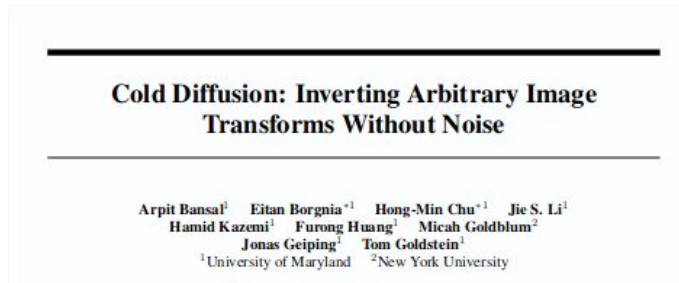 Cold Diffusion: Inverting Arbitrary Image
Transforms Without Noise
Arpit Bansal¹ Eitan Borgnia*¹ Hong-Min Chu*¹ Jie S. Li¹
Hamid Kazemi¹ Furong Huang¹ Micah Goldblum²
Jonas Geiping¹ Tom Goldstein¹
¹University of Maryland ²New York University